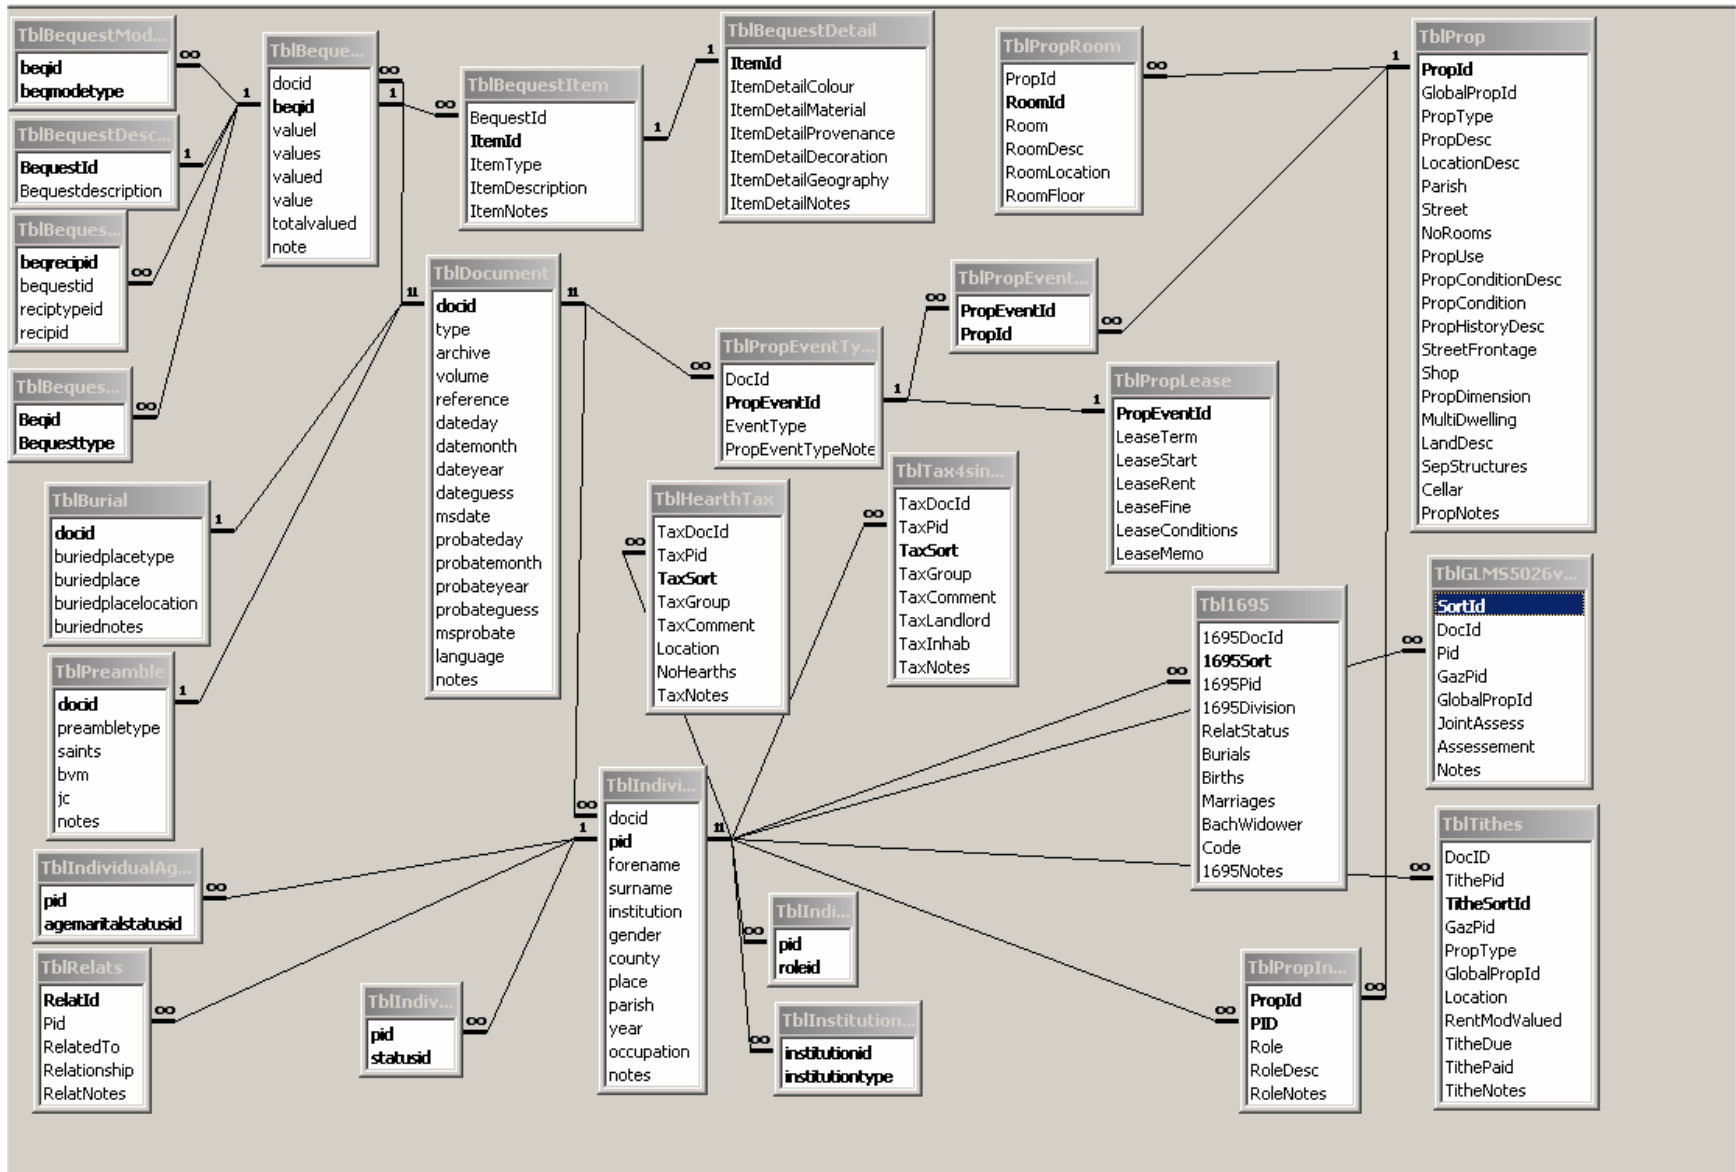 TblBequestMod...
beqid
beqmodetype
TblBequestDesc...
BequestId
Bequestdescription
TblBeques...
beqrecipid
bequestid
reciptypeid
recipid
TblBeques...
Beqid
Bequesttype
TblBeque...
docid
beqid
valuel
values
valued
value
totalvalued
note
TblBequestItem
BequestId
ItemId
ItemType
ItemDescription
ItemNotes
TblBequestDetail
ItemId
ItemDetailColour
ItemDetailMaterial
ItemDetailProvenance
ItemDetailDecoration
ItemDetailGeography
ItemDetailNotes
TblPropRoom
PropId
RoomId
Room
RoomDesc
RoomLocation
RoomFloor
TblProp
PropId
GlobalPropId
PropType
PropDesc
LocationDesc
Parish
Street
NoRooms
PropUse
PropConditionDesc
PropCondition
PropHistoryDesc
StreetFrontage
Shop
PropDimension
MultiDwelling
LandDesc
SepStructures
Cellar
PropNotes
TblDocument
docid
type
archive
volume
reference
dateday
datemonth
dateyear
dateguess
msdate
probateday
probatemonth
probateyear
probateguess
msprobate
language
notes
TblPropEventTy...
DocId
PropEventId
EventType
PropEventTypeNote
TblPropEvent...
PropEventId
PropId
TblPropLease
PropEventId
LeaseTerm
LeaseStart
LeaseRent
LeaseFine
LeaseConditions
LeaseMemo
TblBurial
docid
buriedplacetype
buriedplace
buriedplacelocation
buriednotes
TblPreamble
docid
preambletype
saints
bvm
jc
notes
TblHearthTax
TaxDocId
TaxPid
TaxSort
TaxGroup
TaxComment
Location
NoHearths
TaxNotes
TblTax4sin...
TaxDocId
TaxPid
TaxSort
TaxGroup
TaxComment
TaxLandlord
TaxInhab
TaxNotes
Tbl1695
1695DocId
1695Sort
1695Pid
1695Division
RelatStatus
Burials
Births
Marriages
BachWidower
Code
1695Notes
TblGLMS5026v...
SortId
DocId
Pid
GazPid
GlobalPropId
JointAssess
Assessement
Notes
TblIndividualAg...
pid
agemaritalstatusid
TblRelats
RelatId
Pid
RelatedTo
Relationship
RelatNotes
TblIndiv...
pid
statusid
TblIndivi...
docid
pid
forename
surname
institution
gender
county
place
parish
year
occupation
notes
TblIndi...
pid
roleid
TblInstitution...
institutionid
institutiontype
TblPropIn...
PropId
PID
Role
RoleDesc
RoleNotes
TblTithes
DocID
TithePid
TitheSortId
GazPid
PropType
GlobalPropId
Location
RentModValued
TitheDue
TithePaid
TitheNotes